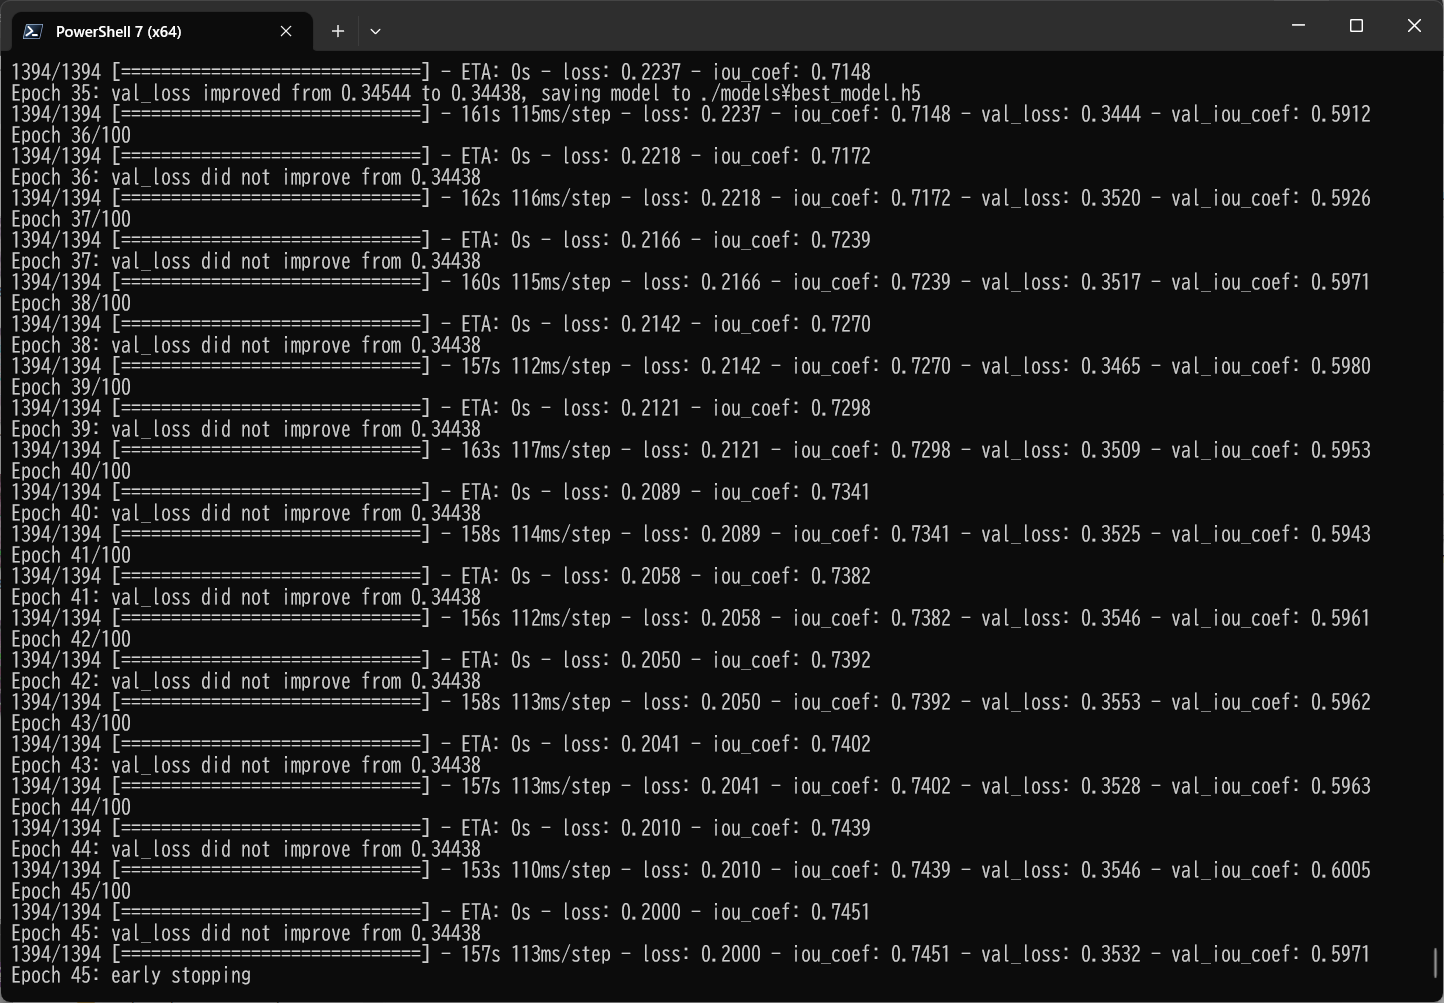 PowerShell 7 (x64)
1394/1394 [==============================] - ETA: 0s - loss: 0.2237 - iou_coef: 0.7148
Epoch 35: val_loss improved from 0.34544 to 0.34438, saving model to ./models¥best_model.h5
1394/1394 [==============================] - 161s 115ms/step - loss: 0.2237 - iou_coef: 0.7148 - val_loss: 0.3444 - val_iou_coef: 0.5912
Epoch 36/100
1394/1394 [==============================] - ETA: 0s - loss: 0.2218 - iou_coef: 0.7172
Epoch 36: val_loss did not improve from 0.34438
1394/1394 [==============================] - 162s 116ms/step - loss: 0.2218 - iou_coef: 0.7172 - val_loss: 0.3520 - val_iou_coef: 0.5926
Epoch 37/100
1394/1394 [==============================] - ETA: 0s - loss: 0.2166 - iou_coef: 0.7239
Epoch 37: val_loss did not improve from 0.34438
1394/1394 [==============================] - 160s 115ms/step - loss: 0.2166 - iou_coef: 0.7239 - val_loss: 0.3517 - val_iou_coef: 0.5971
Epoch 38/100
1394/1394 [==============================] - ETA: 0s - loss: 0.2142 - iou_coef: 0.7270
Epoch 38: val_loss did not improve from 0.34438
1394/1394 [==============================] - 157s 112ms/step - loss: 0.2142 - iou_coef: 0.7270 - val_loss: 0.3465 - val_iou_coef: 0.5980
Epoch 39/100
1394/1394 [==============================] - ETA: 0s - loss: 0.2121 - iou_coef: 0.7298
Epoch 39: val_loss did not improve from 0.34438
1394/1394 [==============================] - 163s 117ms/step - loss: 0.2121 - iou_coef: 0.7298 - val_loss: 0.3509 - val_iou_coef: 0.5953
Epoch 40/100
1394/1394 [==============================] - ETA: 0s - loss: 0.2089 - iou_coef: 0.7341
Epoch 40: val_loss did not improve from 0.34438
1394/1394 [==============================] - 158s 114ms/step - loss: 0.2089 - iou_coef: 0.7341 - val_loss: 0.3525 - val_iou_coef: 0.5943
Epoch 41/100
1394/1394 [==============================] - ETA: 0s - loss: 0.2058 - iou_coef: 0.7382
Epoch 41: val_loss did not improve from 0.34438
1394/1394 [==============================] - 156s 112ms/step - loss: 0.2058 - iou_coef: 0.7382 - val_loss: 0.3546 - val_iou_coef: 0.5961
Epoch 42/100
1394/1394 [==============================] - ETA: 0s - loss: 0.2050 - iou_coef: 0.7392
Epoch 42: val_loss did not improve from 0.34438
1394/1394 [==============================] - 158s 113ms/step - loss: 0.2050 - iou_coef: 0.7392 - val_loss: 0.3553 - val_iou_coef: 0.5962
Epoch 43/100
1394/1394 [==============================] - ETA: 0s - loss: 0.2041 - iou_coef: 0.7402
Epoch 43: val_loss did not improve from 0.34438
1394/1394 [==============================] - 157s 113ms/step - loss: 0.2041 - iou_coef: 0.7402 - val_loss: 0.3528 - val_iou_coef: 0.5963
Epoch 44/100
1394/1394 [==============================] - ETA: 0s - loss: 0.2010 - iou_coef: 0.7439
Epoch 44: val_loss did not improve from 0.34438
1394/1394 [==============================] - 153s 110ms/step - loss: 0.2010 - iou_coef: 0.7439 - val_loss: 0.3546 - val_iou_coef: 0.6005
Epoch 45/100
1394/1394 [==============================] - ETA: 0s - loss: 0.2000 - iou_coef: 0.7451
Epoch 45: val_loss did not improve from 0.34438
1394/1394 [==============================] - 157s 113ms/step - loss: 0.2000 - iou_coef: 0.7451 - val_loss: 0.3532 - val_iou_coef: 0.5971
Epoch 45: early stopping